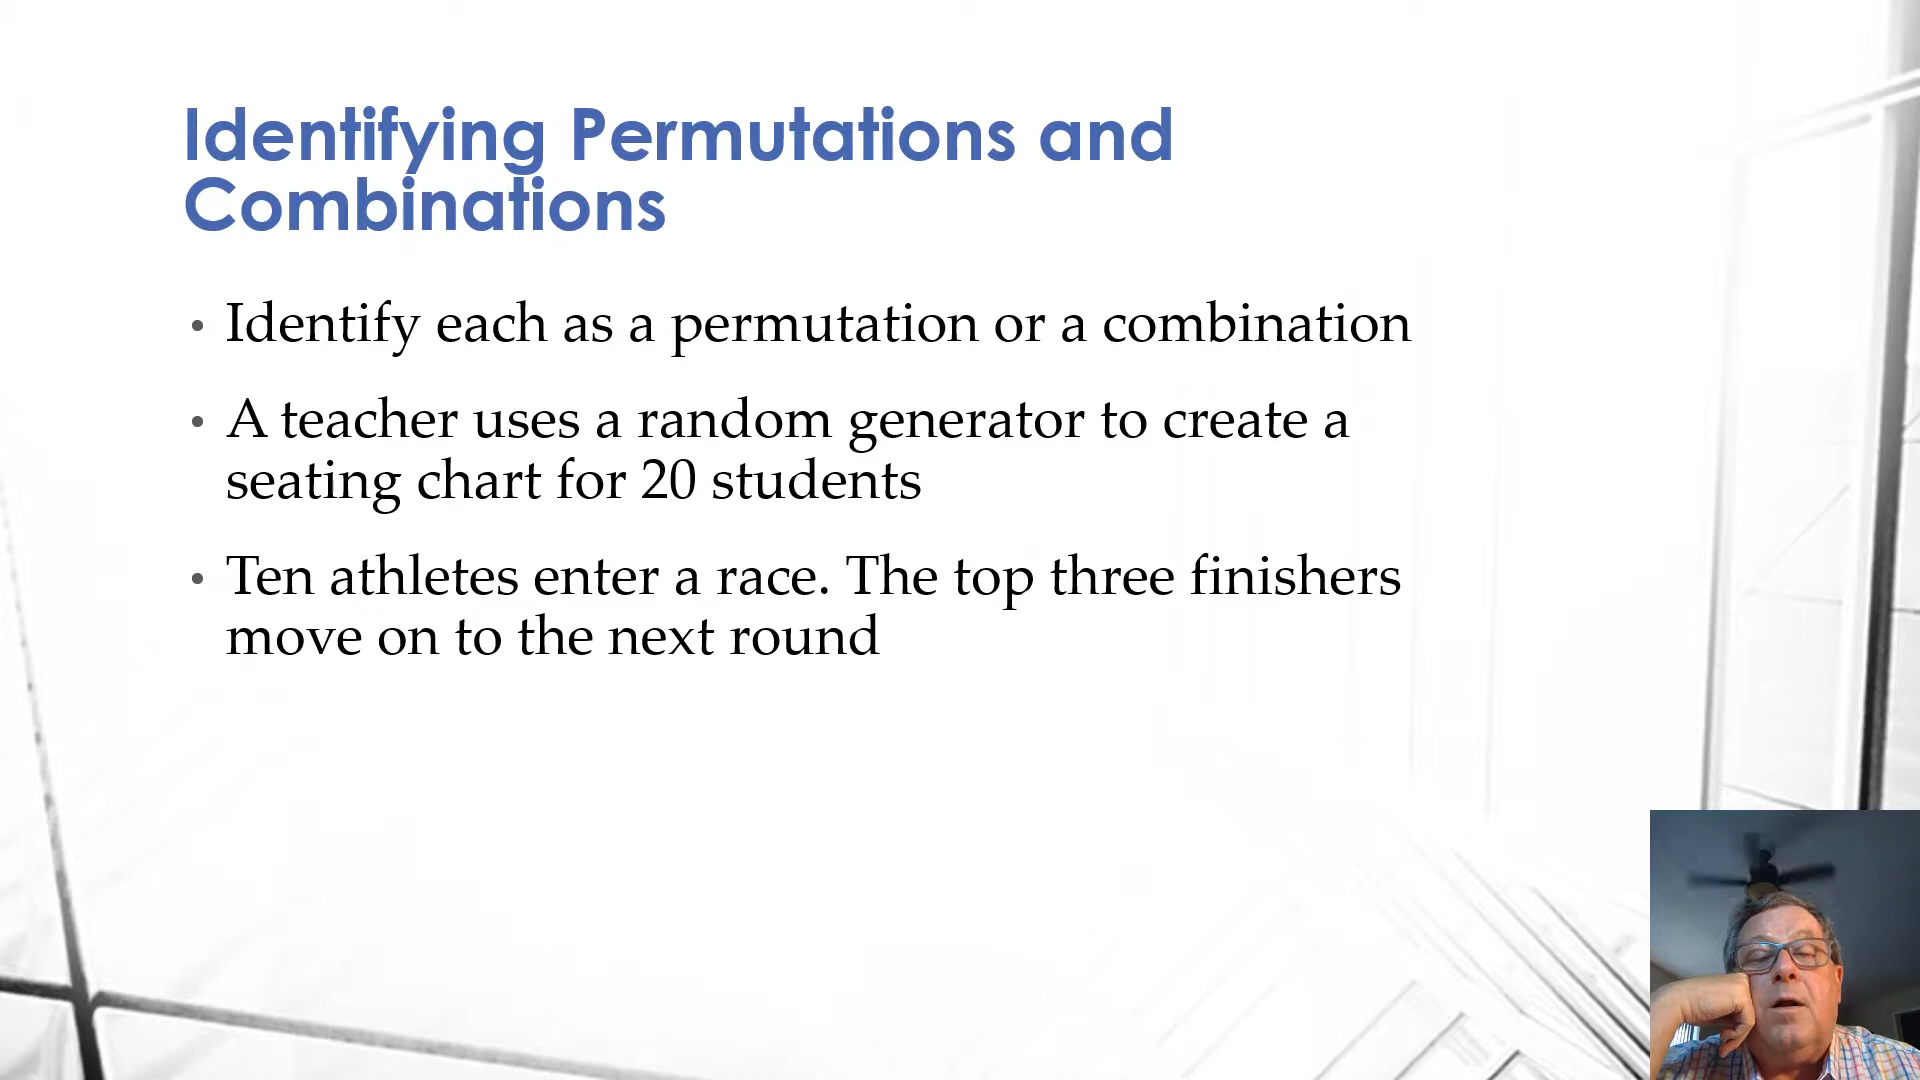 Identifying Permutations and
Combinations
• Identify each as a permutation or a combination
• A teacher uses a random generator to create a
seating chart for 20 students
• Ten athletes enter a race. The top three finishers
move on to the next round